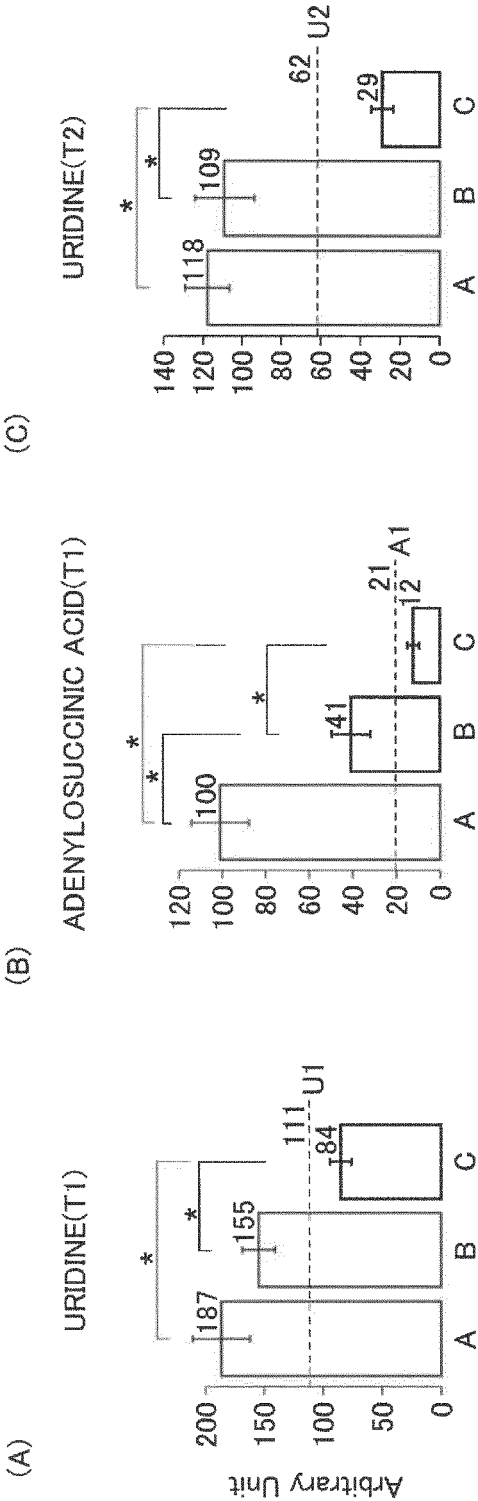 (A)
URIDINE(T1)
Arbitrary Unit
200
150
100
50
0
187
155
111
U1
84
*
*
A
B
C
(B)
ADENYLOSUCCINIC ACID(T1)
120
100
80
60
40
20
0
100
41
21
A1
12
*
*
*
A
B
C
(C)
URIDINE(T2)
140
120
100
80
60
40
20
0
118
109
62
U2
29
*
*
A
B
C